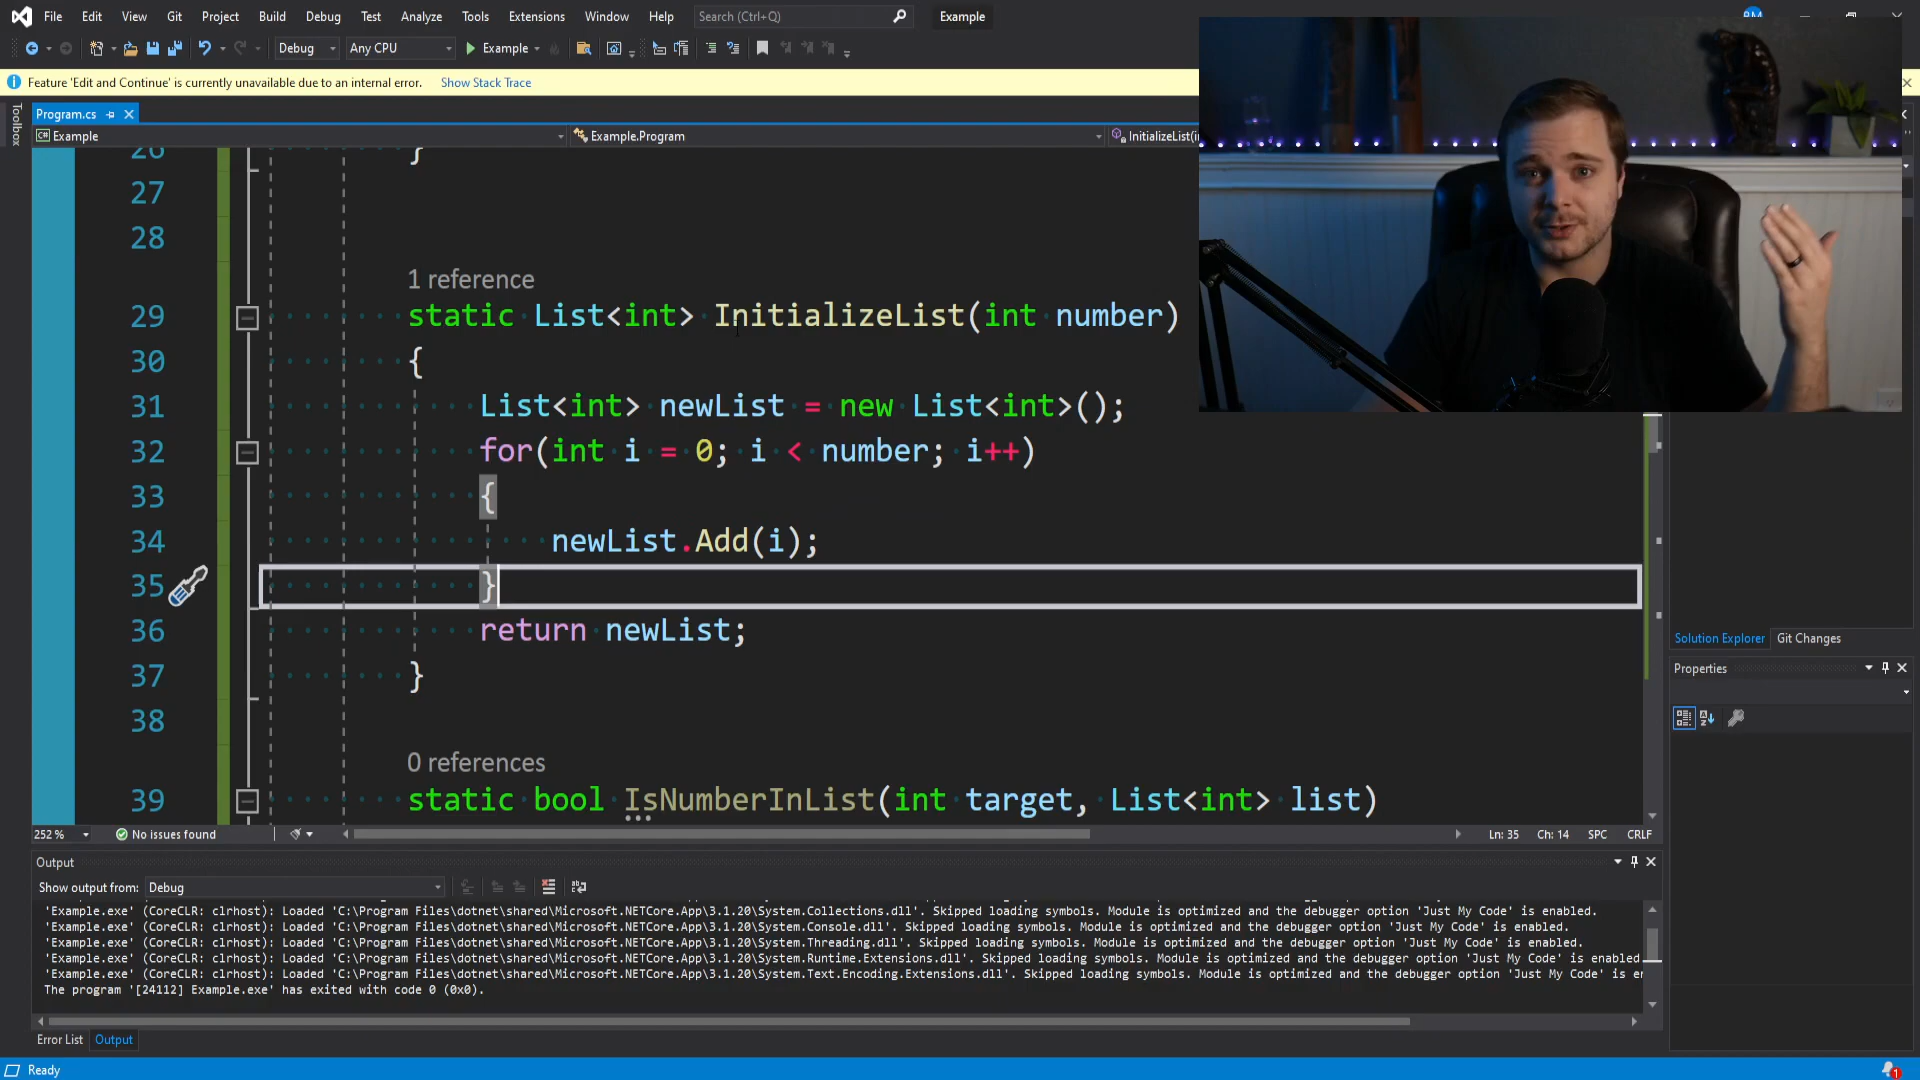 File Edit View Git Project Build Debug Test Analyze Tools Extensions Window Help Search (Ctrl+Q) Example
Debug Any CPU Example
Feature 'Edit and Continue' is currently unavailable due to an internal error. Show Stack Trace
Toolbox
Program.cs
Example Example.Program InitializeList(i
26 }
27
28
1 reference
29 static List<int> InitializeList(int number)
30 {
31 List<int> newList = new List<int>();
32 for(int i = 0; i < number; i++)
33 {
34 newList.Add(i);
35 }
36 return newList;
37 }
38
0 references
39 static bool IsNumberInList(int target, List<int> list)
252 % No issues found Ln: 35 Ch: 14 SPC CRLF
Solution Explorer Git Changes
Properties
Output
Show output from: Debug
'Example.exe' (CoreCLR: clrhost): Loaded 'C:\Program Files\dotnet\shared\Microsoft.NETCore.App\3.1.20\System.Collections.dll'. Skipped loading symbols. Module is optimized and the debugger option 'Just My Code' is enabled.
'Example.exe' (CoreCLR: clrhost): Loaded 'C:\Program Files\dotnet\shared\Microsoft.NETCore.App\3.1.20\System.Console.dll'. Skipped loading symbols. Module is optimized and the debugger option 'Just My Code' is enabled.
'Example.exe' (CoreCLR: clrhost): Loaded 'C:\Program Files\dotnet\shared\Microsoft.NETCore.App\3.1.20\System.Threading.dll'. Skipped loading symbols. Module is optimized and the debugger option 'Just My Code' is enabled.
'Example.exe' (CoreCLR: clrhost): Loaded 'C:\Program Files\dotnet\shared\Microsoft.NETCore.App\3.1.20\System.Runtime.Extensions.dll'. Skipped loading symbols. Module is optimized and the debugger option 'Just My Code' is enabled
'Example.exe' (CoreCLR: clrhost): Loaded 'C:\Program Files\dotnet\shared\Microsoft.NETCore.App\3.1.20\System.Text.Encoding.Extensions.dll'. Skipped loading symbols. Module is optimized and the debugger option 'Just My Code' is er
The program '[24112] Example.exe' has exited with code 0 (0x0).
Error List Output
Ready 1